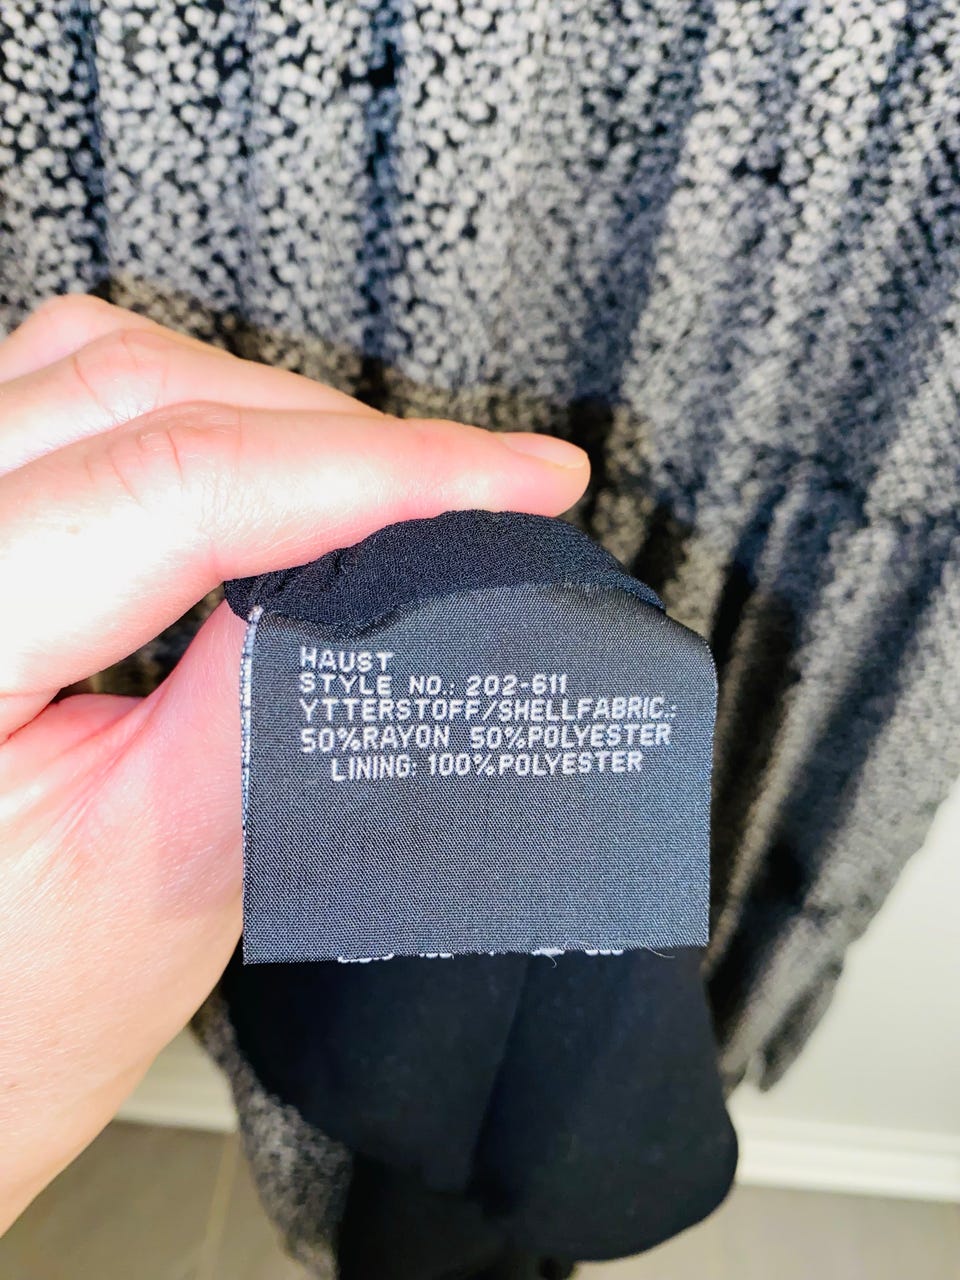 HAUST
STYLE NO.: 202-611
YTTERSTOFF/SHELLFABRIC.:
50%RAYON 50%POLYESTER
LINING: 100%POLYESTER